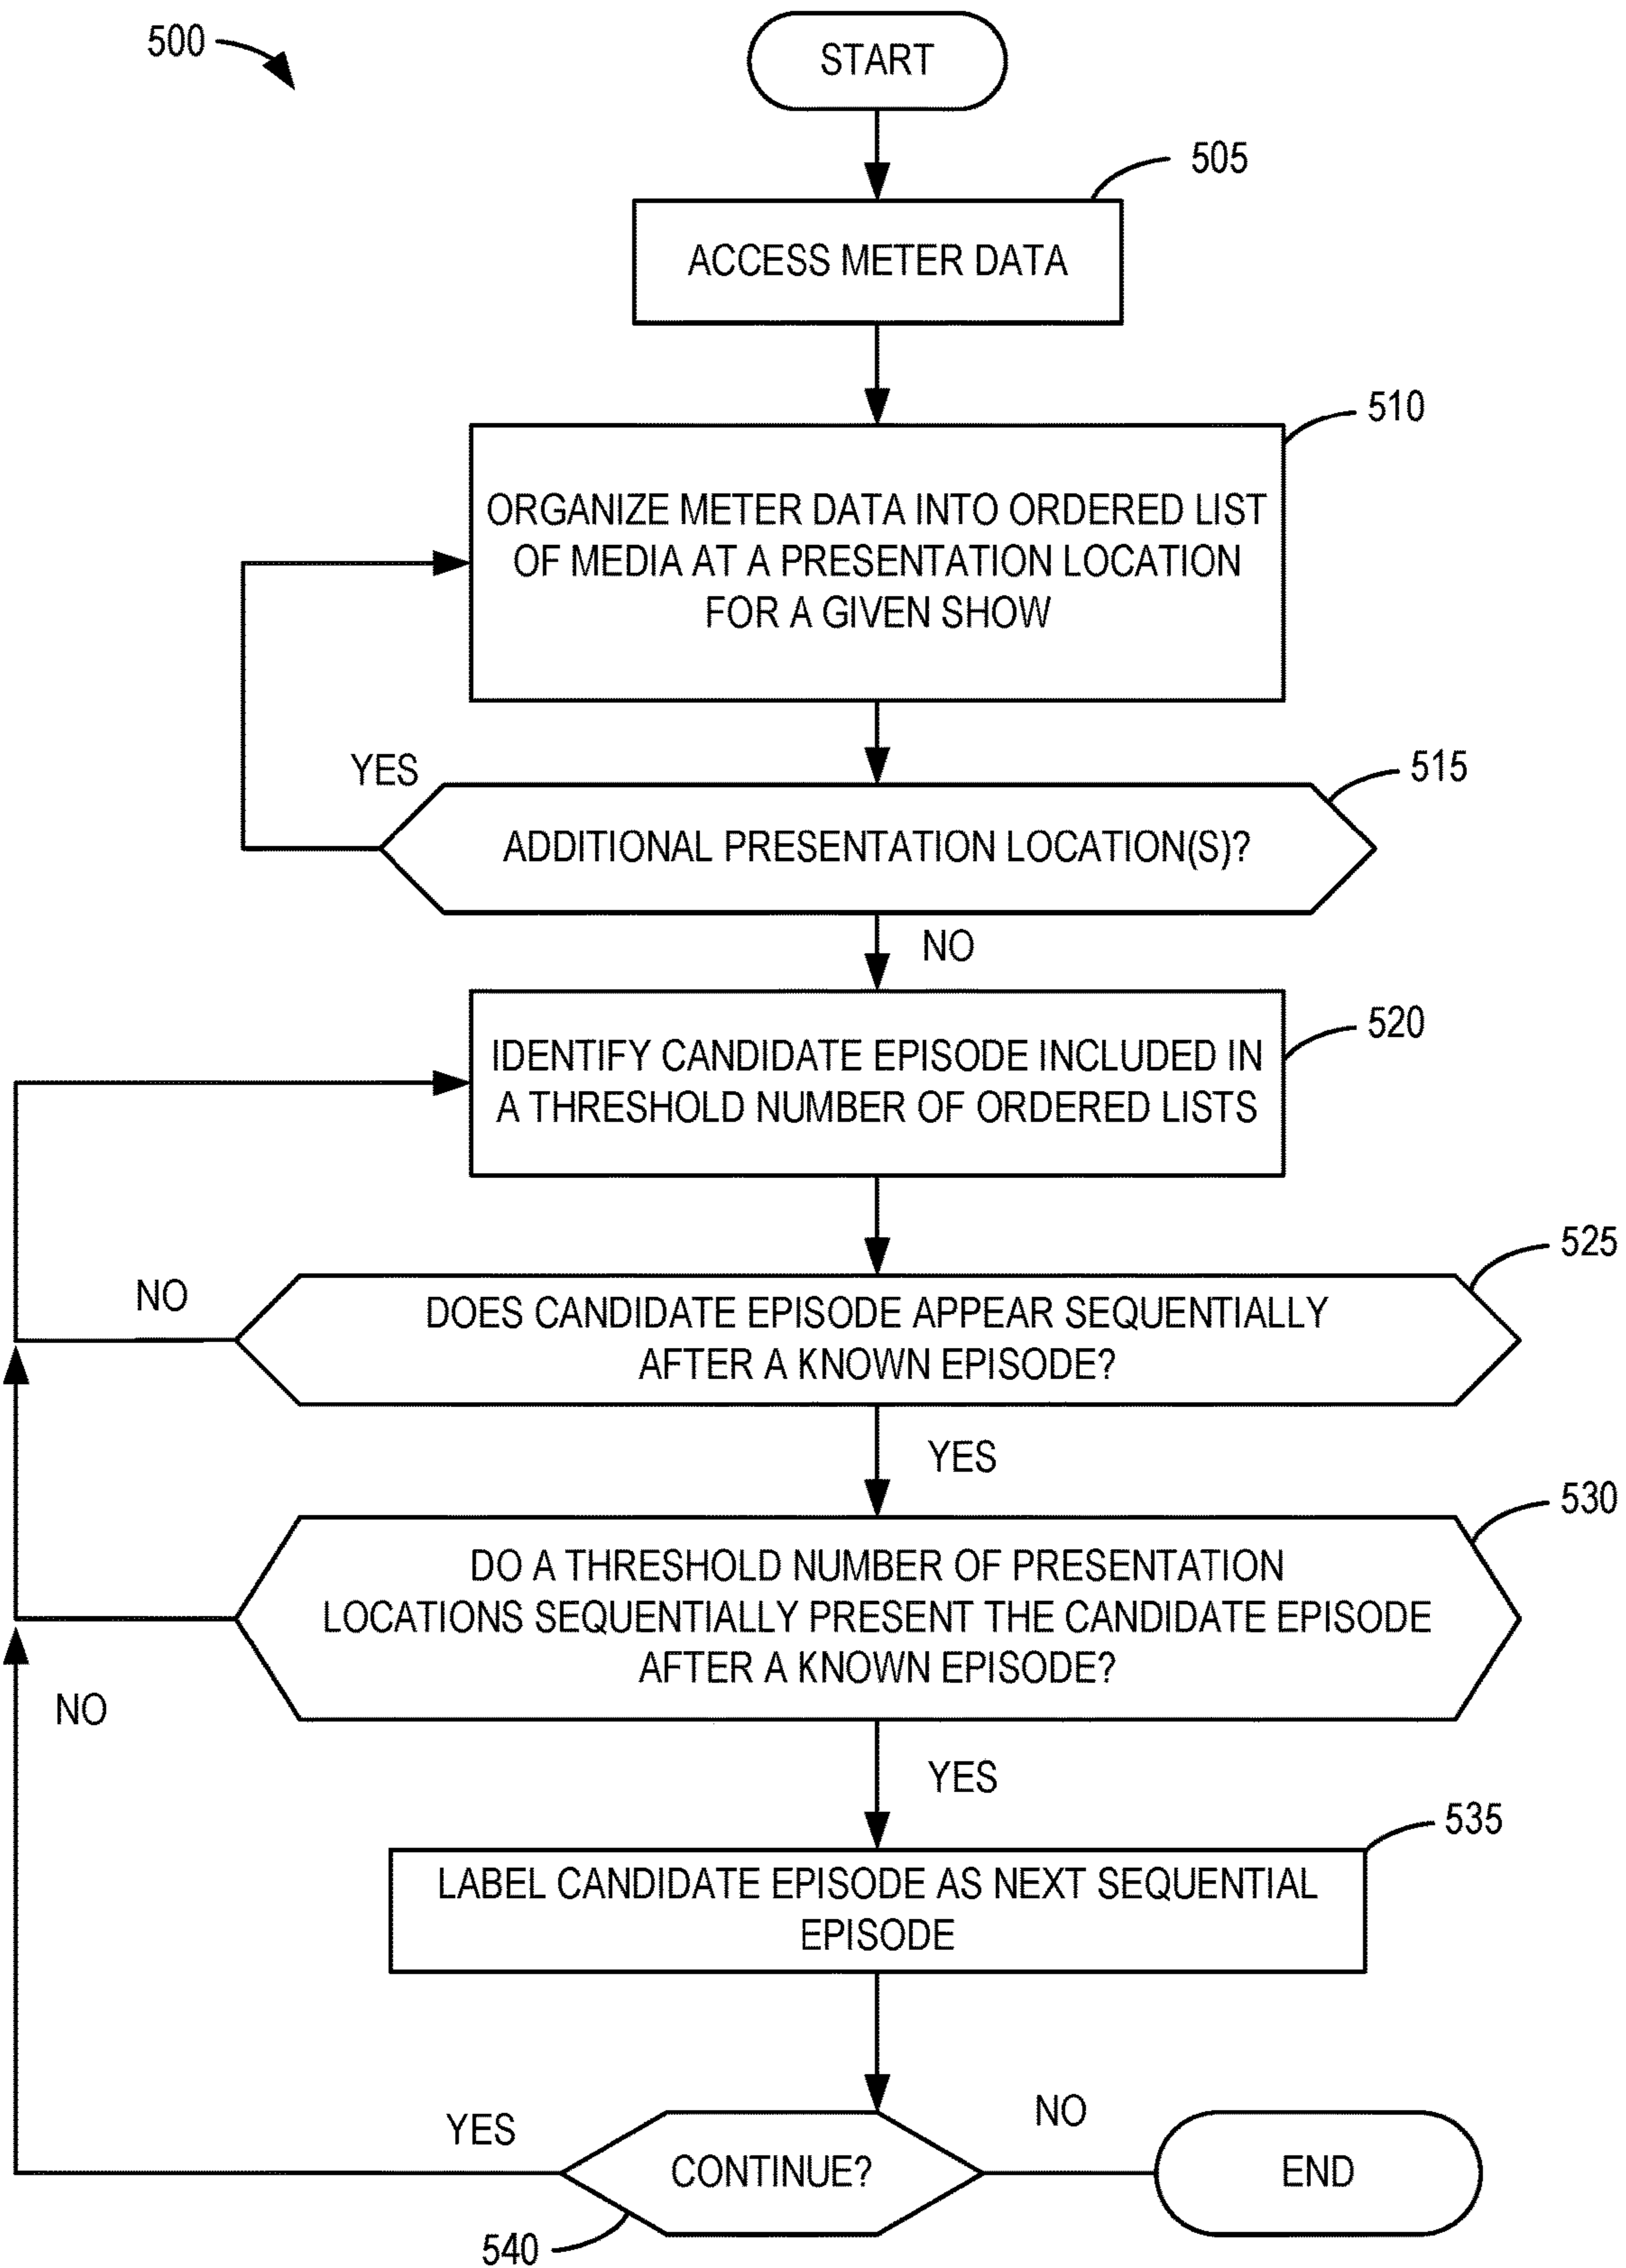 500
START
505
ACCESS METER DATA
510
ORGANIZE METER DATA INTO ORDERED LIST
OF MEDIA AT A PRESENTATION LOCATION
FOR A GIVEN SHOW
YES
515
ADDITIONAL PRESENTATION LOCATION(S)?
NO
520
IDENTIFY CANDIDATE EPISODE INCLUDED IN
A THRESHOLD NUMBER OF ORDERED LISTS
525
NO
DOES CANDIDATE EPISODE APPEAR SEQUENTIALLY
AFTER A KNOWN EPISODE?
YES
530
DO A THRESHOLD NUMBER OF PRESENTATION
LOCATIONS SEQUENTIALLY PRESENT THE CANDIDATE EPISODE
AFTER A KNOWN EPISODE?
NO
YES
535
LABEL CANDIDATE EPISODE AS NEXT SEQUENTIAL
EPISODE
YES
NO
CONTINUE?
END
540